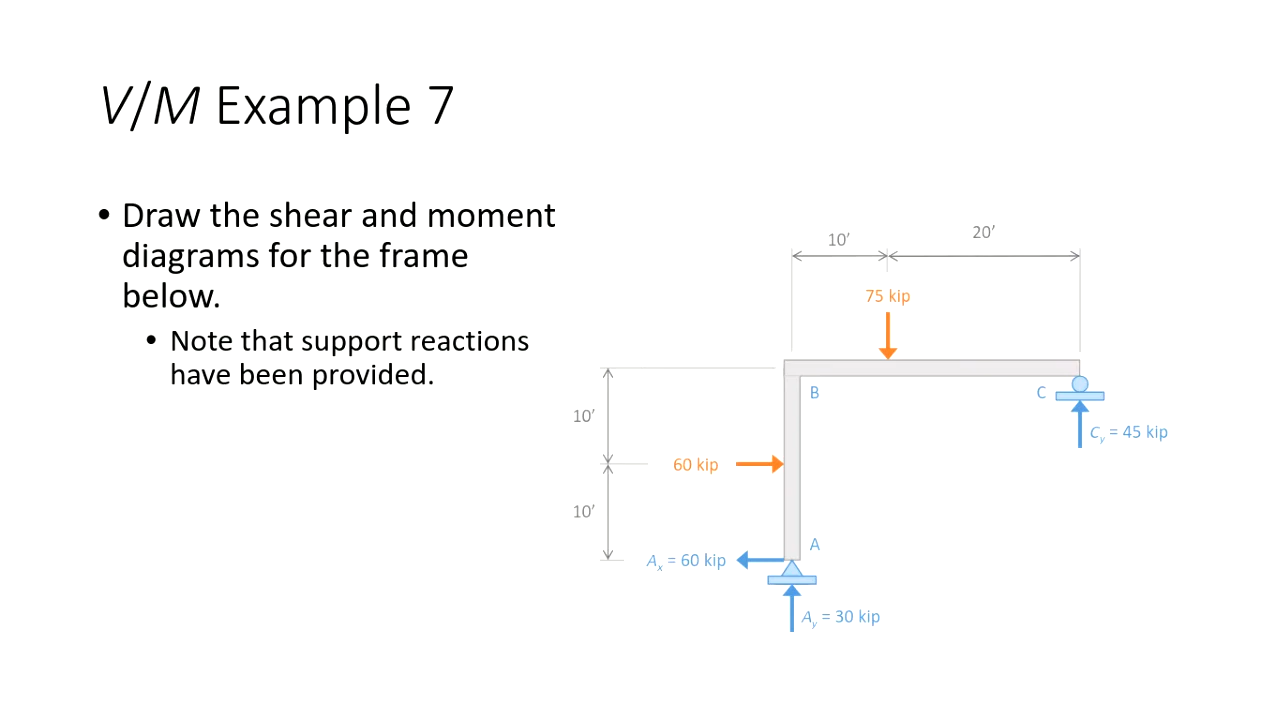 V/M Example 7
• Draw the shear and moment
diagrams for the frame
below.
• Note that support reactions
have been provided.
10′
20′
75 kip
B
C
C_y = 45 kip
10′
60 kip
10′
A
A_x = 60 kip
A_y = 30 kip